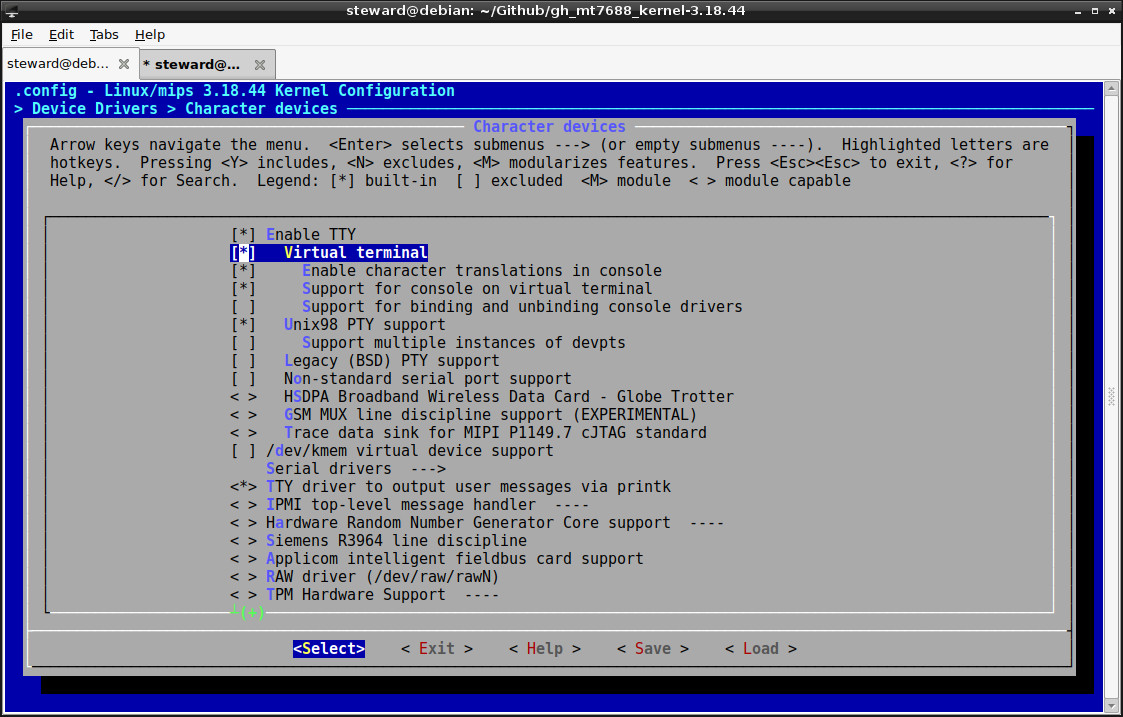 steward@debian: ~/Github/gh_mt7688_kernel-3.18.44
File Edit Tabs Help
steward@deb... * steward@...
.config - Linux/mips 3.18.44 Kernel Configuration
> Device Drivers > Character devices
Character devices
Arrow keys navigate the menu.  <Enter> selects submenus ---> (or empty submenus ----).  Highlighted letters are
hotkeys.  Pressing <Y> includes, <N> excludes, <M> modularizes features.  Press <Esc><Esc> to exit, <?> for
Help, </> for Search.  Legend: [*] built-in  [ ] excluded  <M> module  < > module capable
[*] Enable TTY
[*]   Virtual terminal
[*]     Enable character translations in console
[*]     Support for console on virtual terminal
[ ]     Support for binding and unbinding console drivers
[*]   Unix98 PTY support
[ ]     Support multiple instances of devpts
[ ]   Legacy (BSD) PTY support
[ ]   Non-standard serial port support
< >   HSDPA Broadband Wireless Data Card - Globe Trotter
< >   GSM MUX line discipline support (EXPERIMENTAL)
< >   Trace data sink for MIPI P1149.7 cJTAG standard
[ ] /dev/kmem virtual device support
Serial drivers  --->
<*> TTY driver to output user messages via printk
< > IPMI top-level message handler  ----
< > Hardware Random Number Generator Core support  ----
< > Siemens R3964 line discipline
< > Applicom intelligent fieldbus card support
< > RAW driver (/dev/raw/rawN)
< > TPM Hardware Support  ----
┴(+)
<Select>    < Exit >    < Help >    < Save >    < Load >